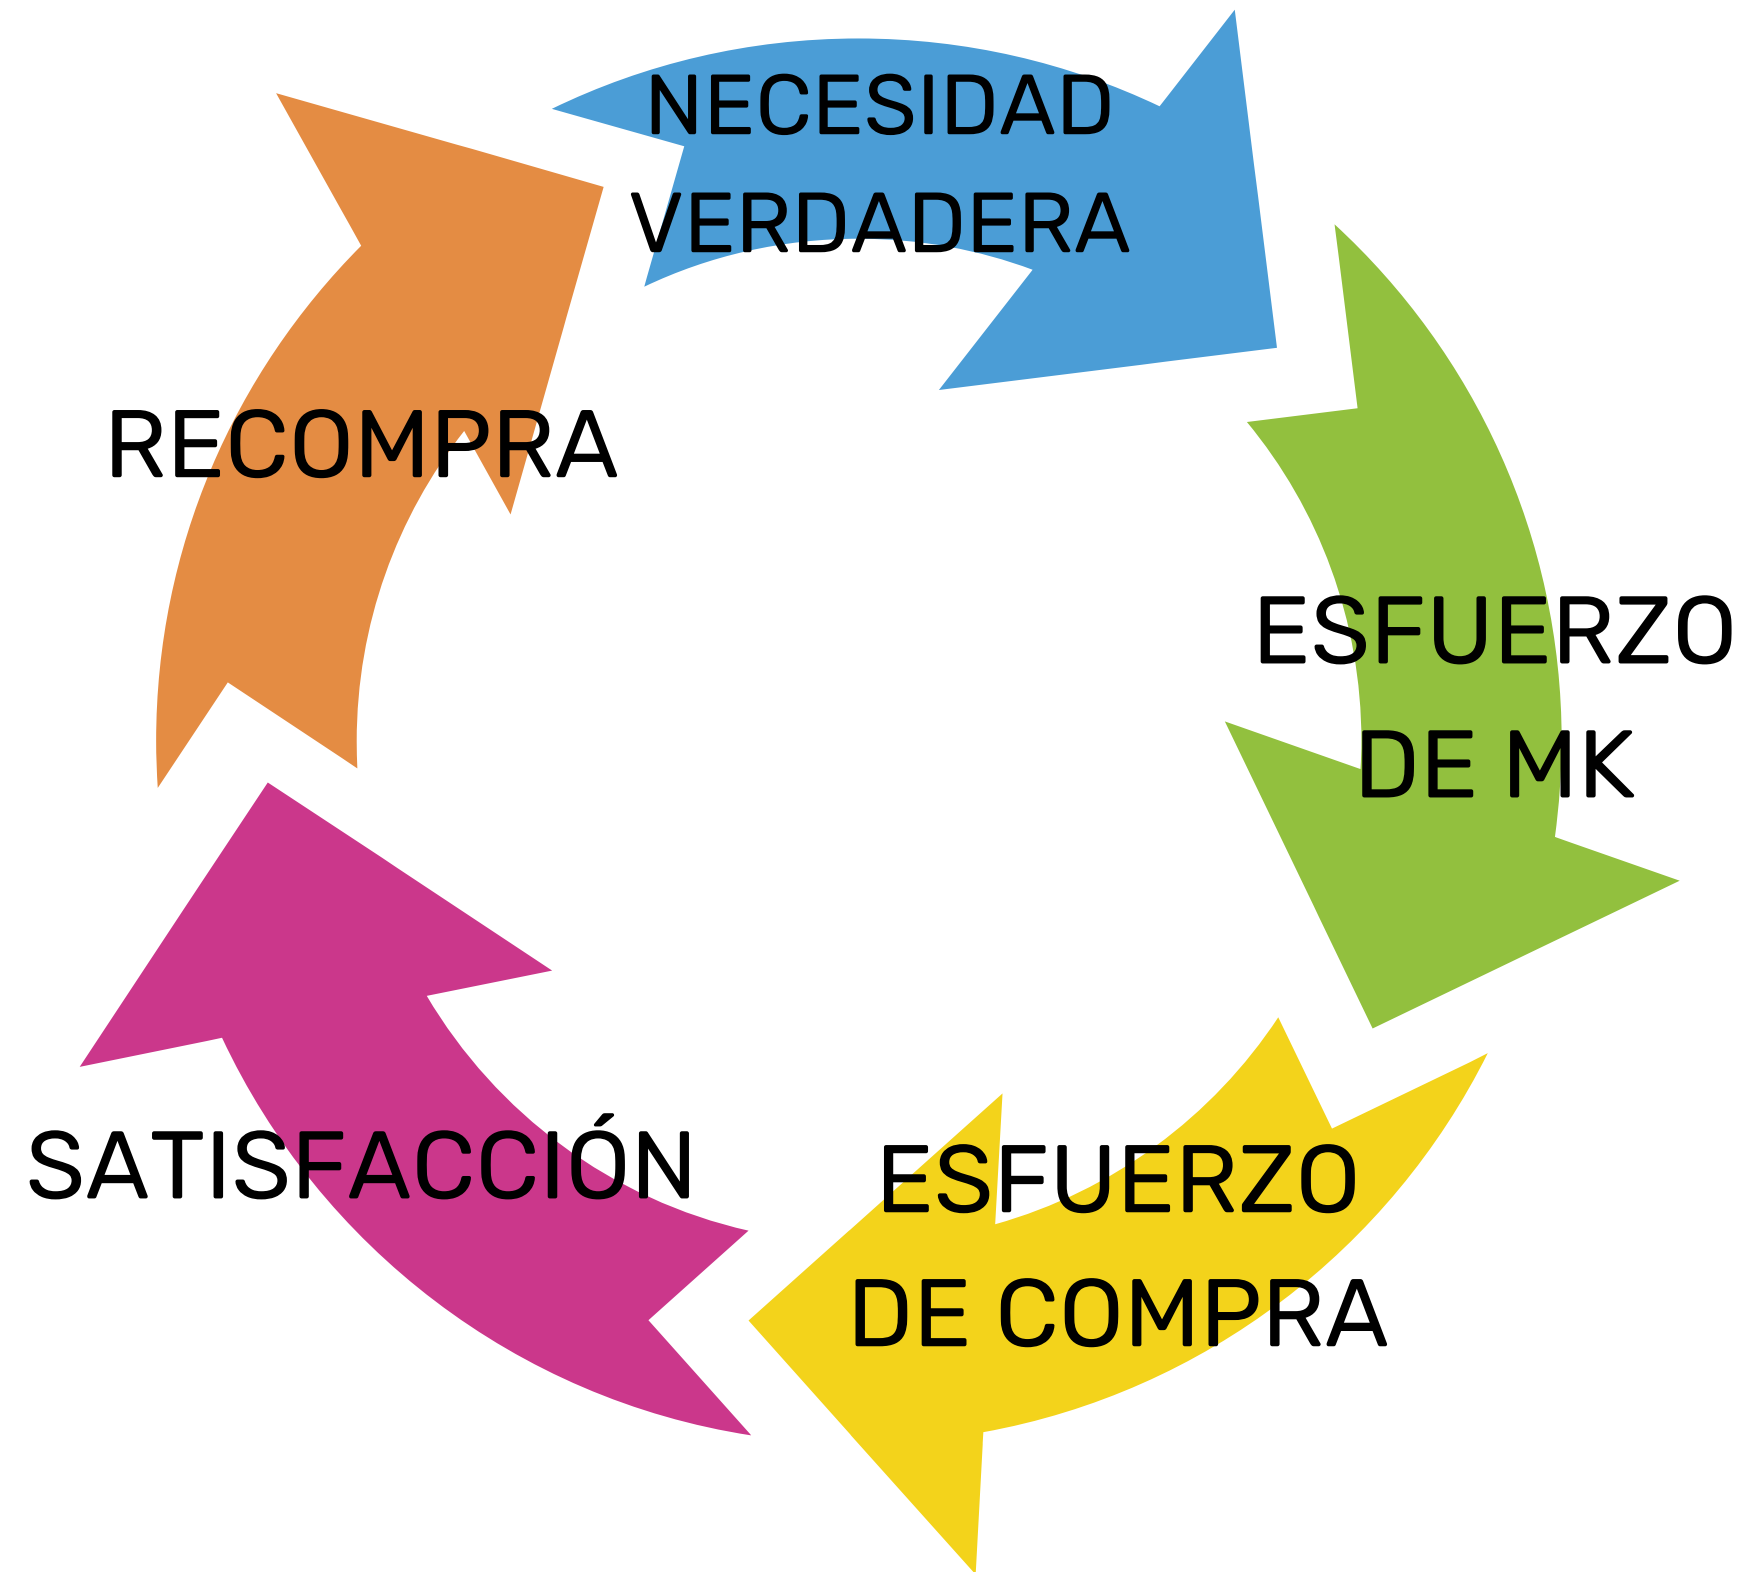 NECESIDAD
VERDADERA
ESFUERZO
DE MK
ESFUERZO
DE COMPRA
SATISFACCIÓN
RECOMPRA